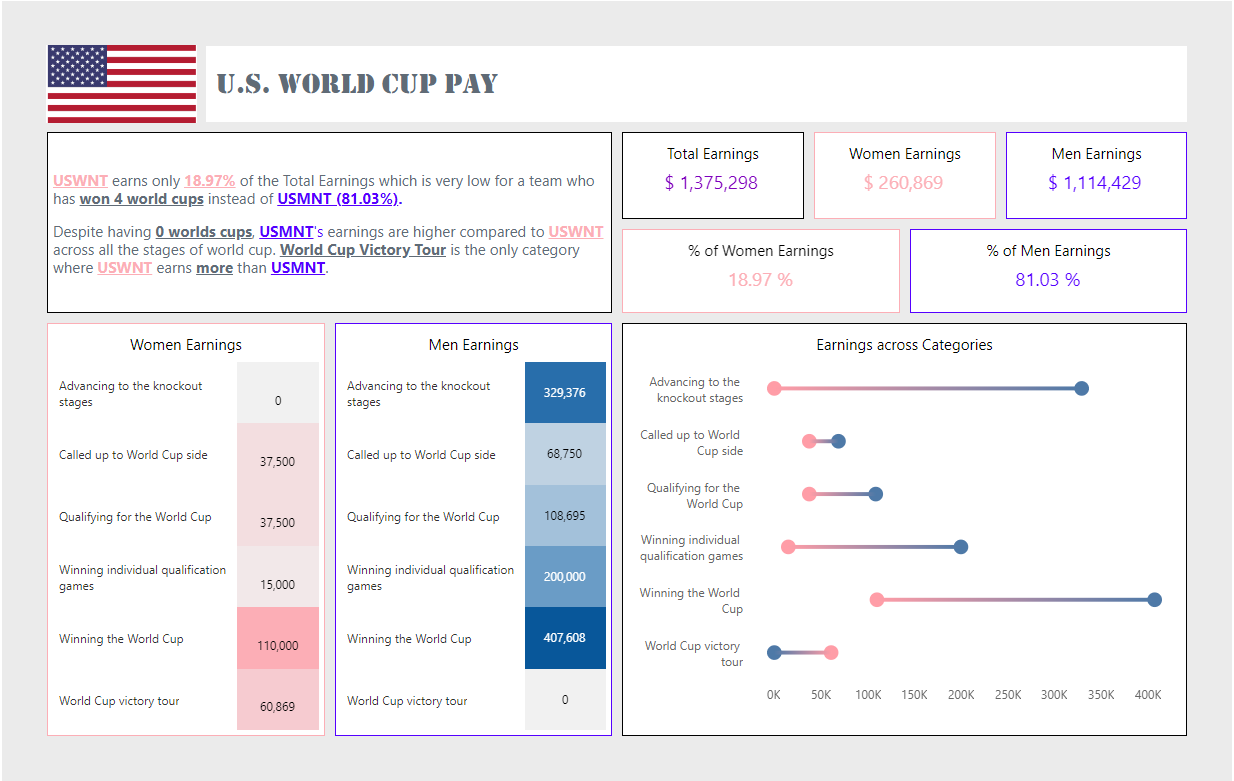 U.S. WORLD CUP PAY
USWNT earns only 18.97% of the Total Earnings which is very low for a team who
has won 4 world cups instead of USMNT (81.03%).
Despite having 0 worlds cups, USMNT's earnings are higher compared to USWNT
across all the stages of world cup. World Cup Victory Tour is the only category
where USWNT earns more than USMNT.
Total Earnings
$ 1,375,298
Women Earnings
$ 260,869
Men Earnings
$ 1,114,429
% of Women Earnings
18.97 %
% of Men Earnings
81.03 %
Women Earnings
Advancing to the knockout
stages
0
Called up to World Cup side
37,500
Qualifying for the World Cup
37,500
Winning individual qualification
games
15,000
Winning the World Cup
110,000
World Cup victory tour
60,869
Men Earnings
Advancing to the knockout
stages
329,376
Called up to World Cup side
68,750
Qualifying for the World Cup
108,695
Winning individual qualification
games
200,000
Winning the World Cup
407,608
World Cup victory tour
0
Earnings across Categories
Advancing to the
knockout stages
Called up to World
Cup side
Qualifying for the
World Cup
Winning individual
qualification games
Winning the World
Cup
World Cup victory
tour
0K 50K 100K 150K 200K 250K 300K 350K 400K